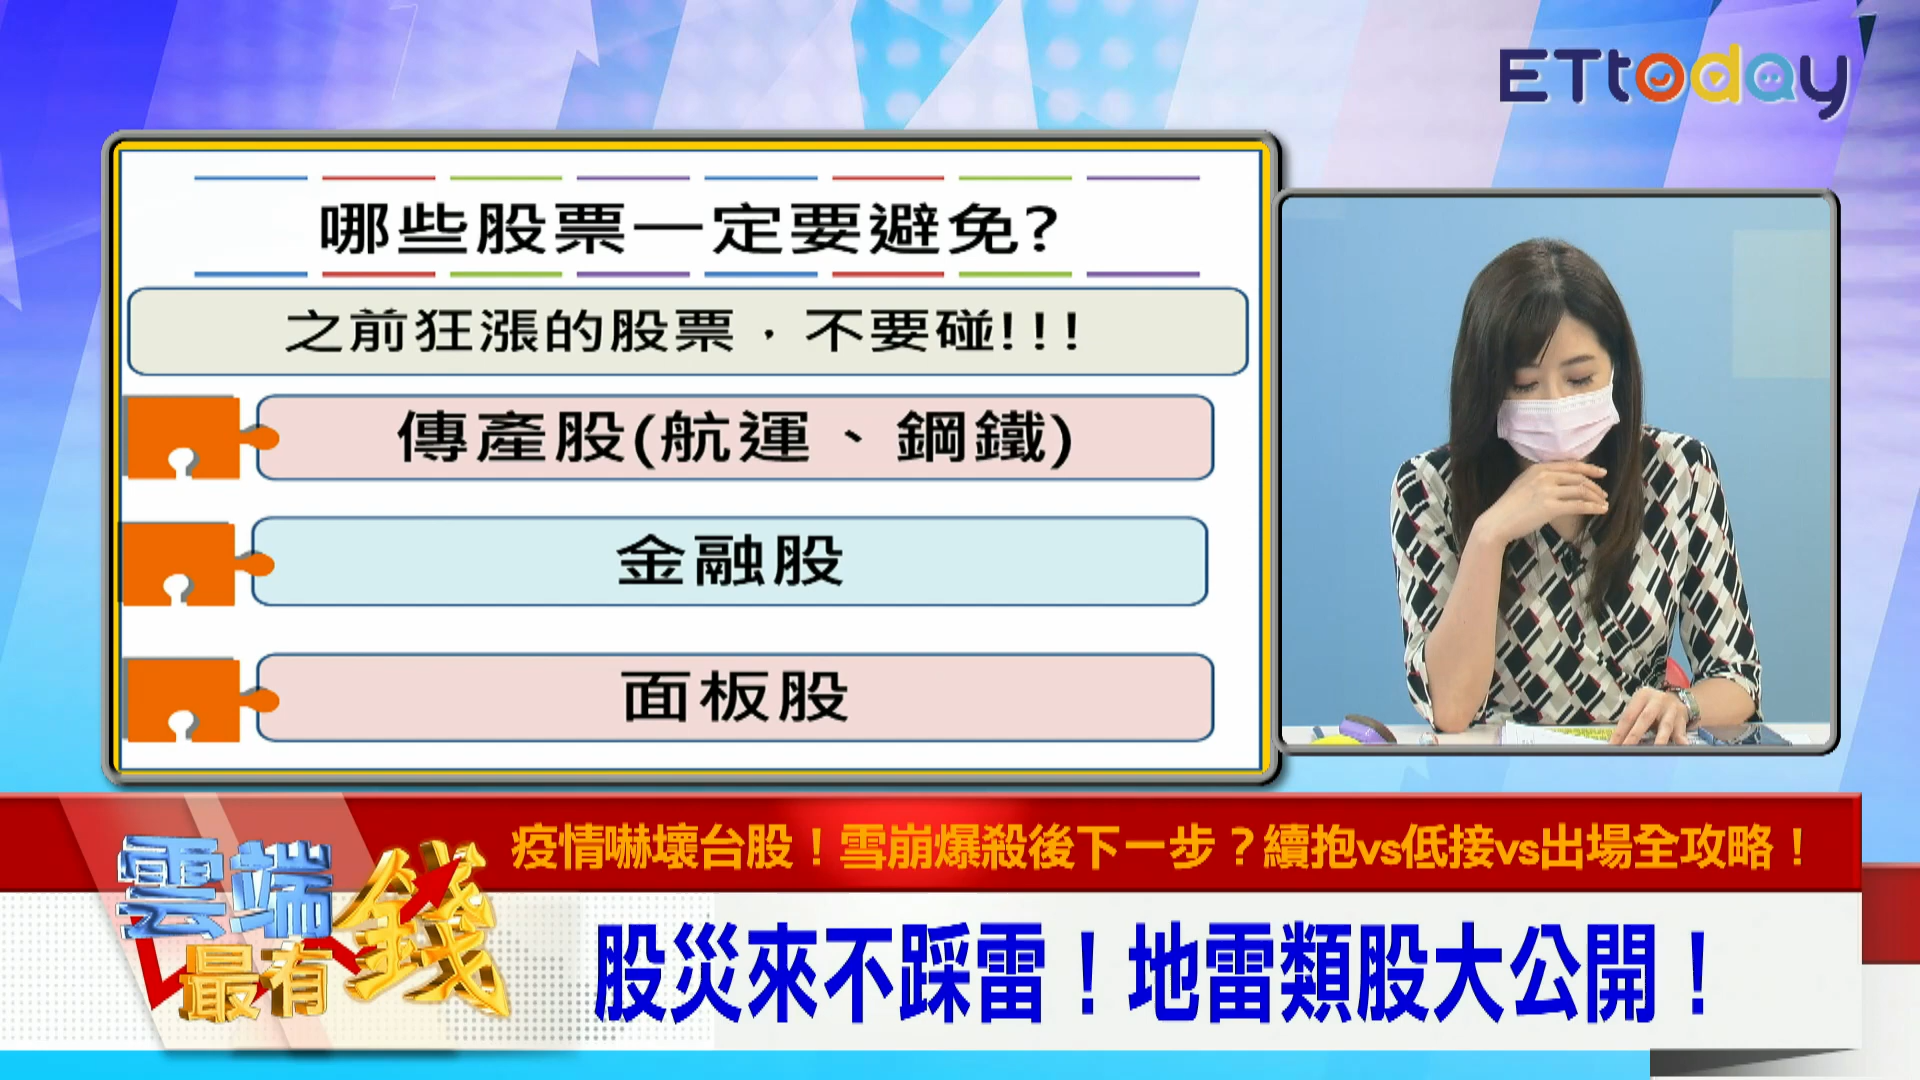 ETtoday
哪些股票一定要避免?
之前狂漲的股票，不要碰!!!
傳產股(航運、鋼鐵)
金融股
面板股
疫情嚇壞台股！雪崩爆殺後下一步？續抱vs低接vs出場全攻略！
雲端最有錢
股災來不踩雷！地雷類股大公開！